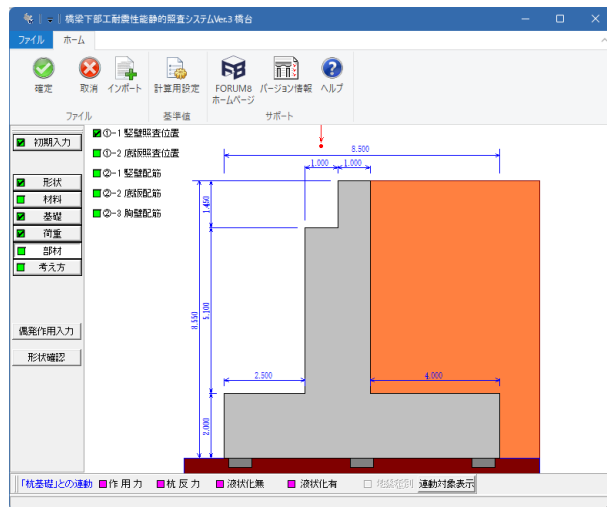 橋梁下部工耐震性能静的照査システムVer.3 橋台
ファイル ホーム
確定 取消 インポート 計算用設定 FORUM8 ホームページ バージョン情報 ヘルプ
ファイル 基準値 サポート
初期入力
形状
材料
基礎
荷重
部材
考え方
偶発作用入力
形状確認
①-1 竪壁照査位置
①-2 底版照査位置
②-1 竪壁配筋
②-2 底版配筋
②-3 胸壁配筋
8.500
1.000 1.000
1.450
5.100
8.550
2.500 4.000
2.000
「杭基礎」との連動 作用力 杭反力 液状化無 液状化有 地盤種別 連動対象表示